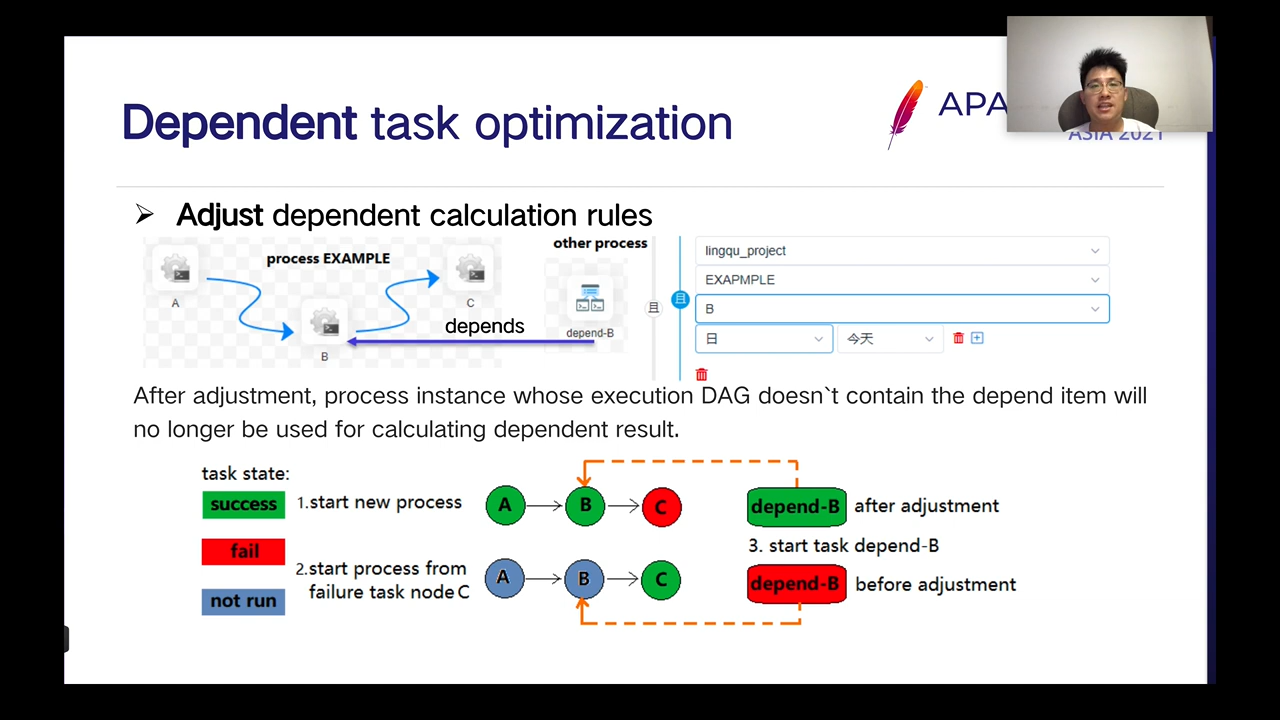 Dependent task optimization
APA
ASIA 2021
Adjust dependent calculation rules
process EXAMPLE
other process
A
B
C
depends
depend-B
且
且
lingqu_project
EXAPMPLE
B
日
今天
After adjustment, process instance whose execution DAG doesn`t contain the depend item will
no longer be used for calculating dependent result.
task state:
success
fail
not run
1.start new process
A
B
C
2.start process from
failure task node C
A
B
C
depend-B
after adjustment
3. start task depend-B
depend-B
before adjustment